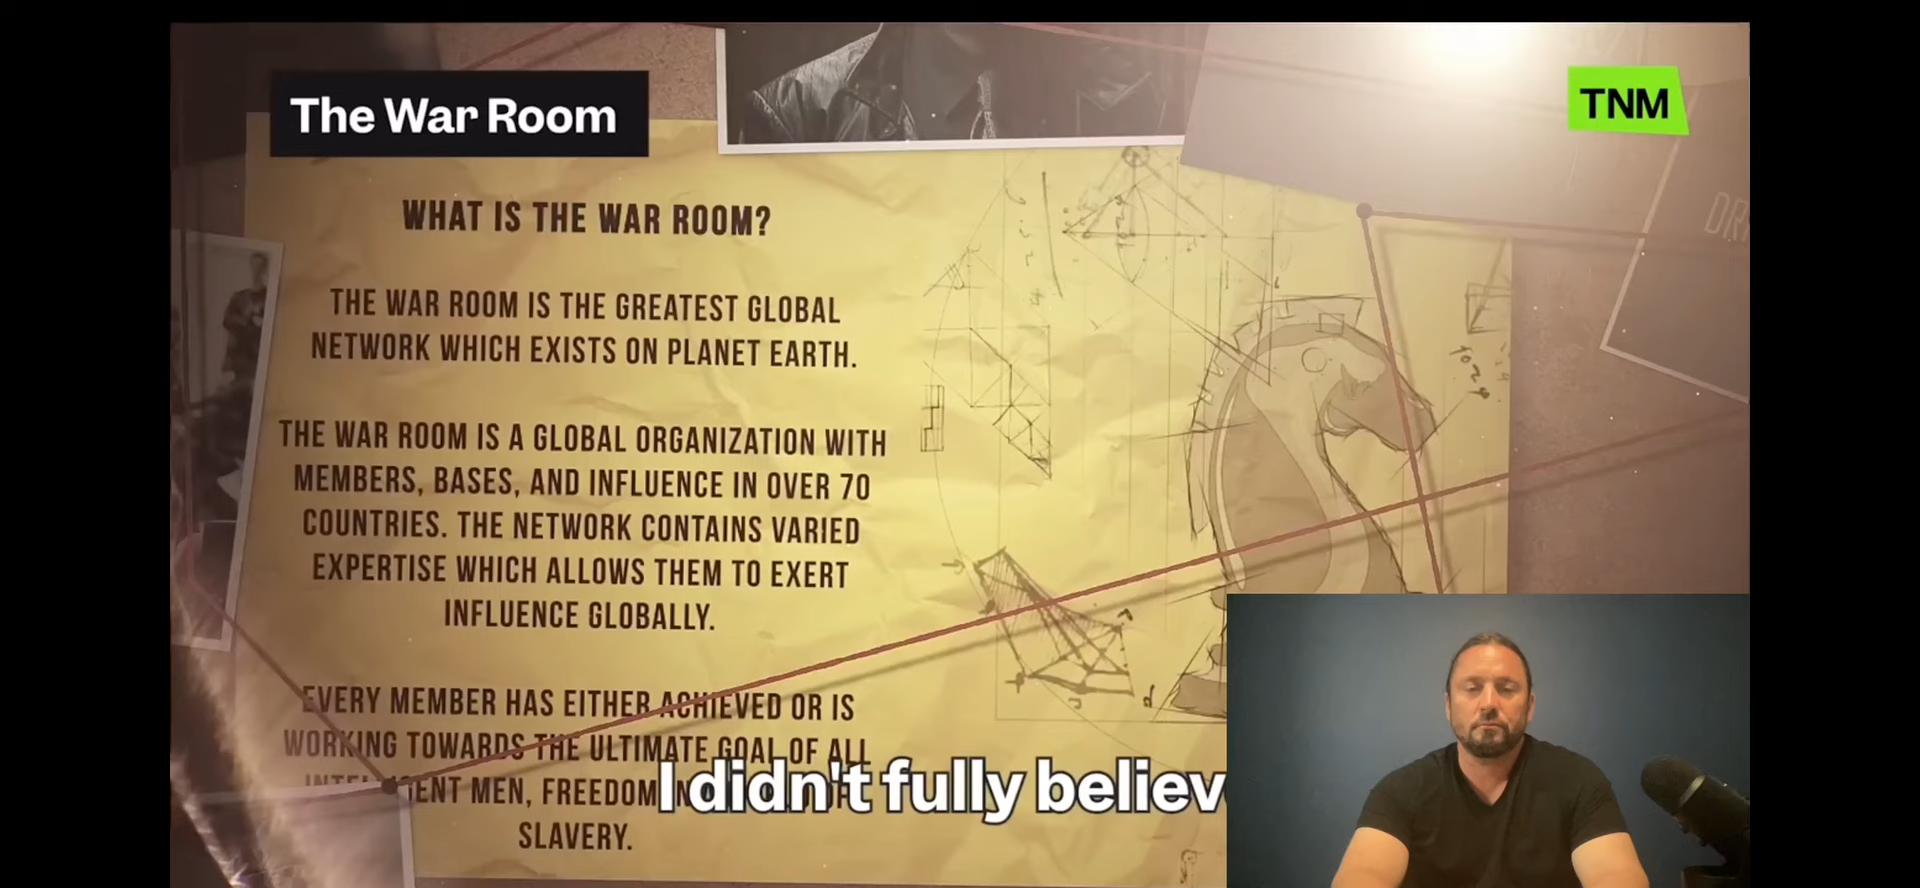 The War Room
TNM
WHAT IS THE WAR ROOM?
THE WAR ROOM IS THE GREATEST GLOBAL
NETWORK WHICH EXISTS ON PLANET EARTH.
THE WAR ROOM IS A GLOBAL ORGANIZATION WITH
MEMBERS, BASES, AND INFLUENCE IN OVER 70
COUNTRIES. THE NETWORK CONTAINS VARIED
EXPERTISE WHICH ALLOWS THEM TO EXERT
INFLUENCE GLOBALLY.
EVERY MEMBER HAS EITHER ACHIEVED OR IS
WORKING TOWARDS THE ULTIMATE GOAL OF ALL
MEN, FREEDOM
SLAVERY.
I didn't fully believ